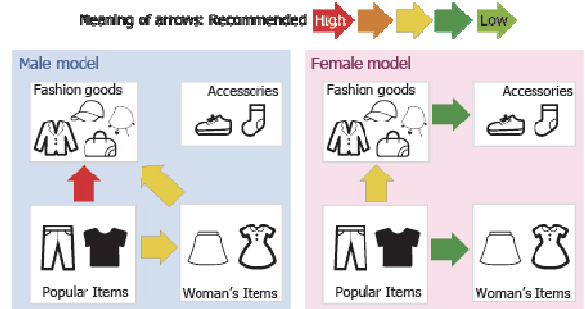 Meaning of arrows: Recommended High Low
Male model
Fashion goods
Accessories
Popular Items
Woman's Items
Female model
Fashion goods
Accessories
Popular Items
Woman's Items